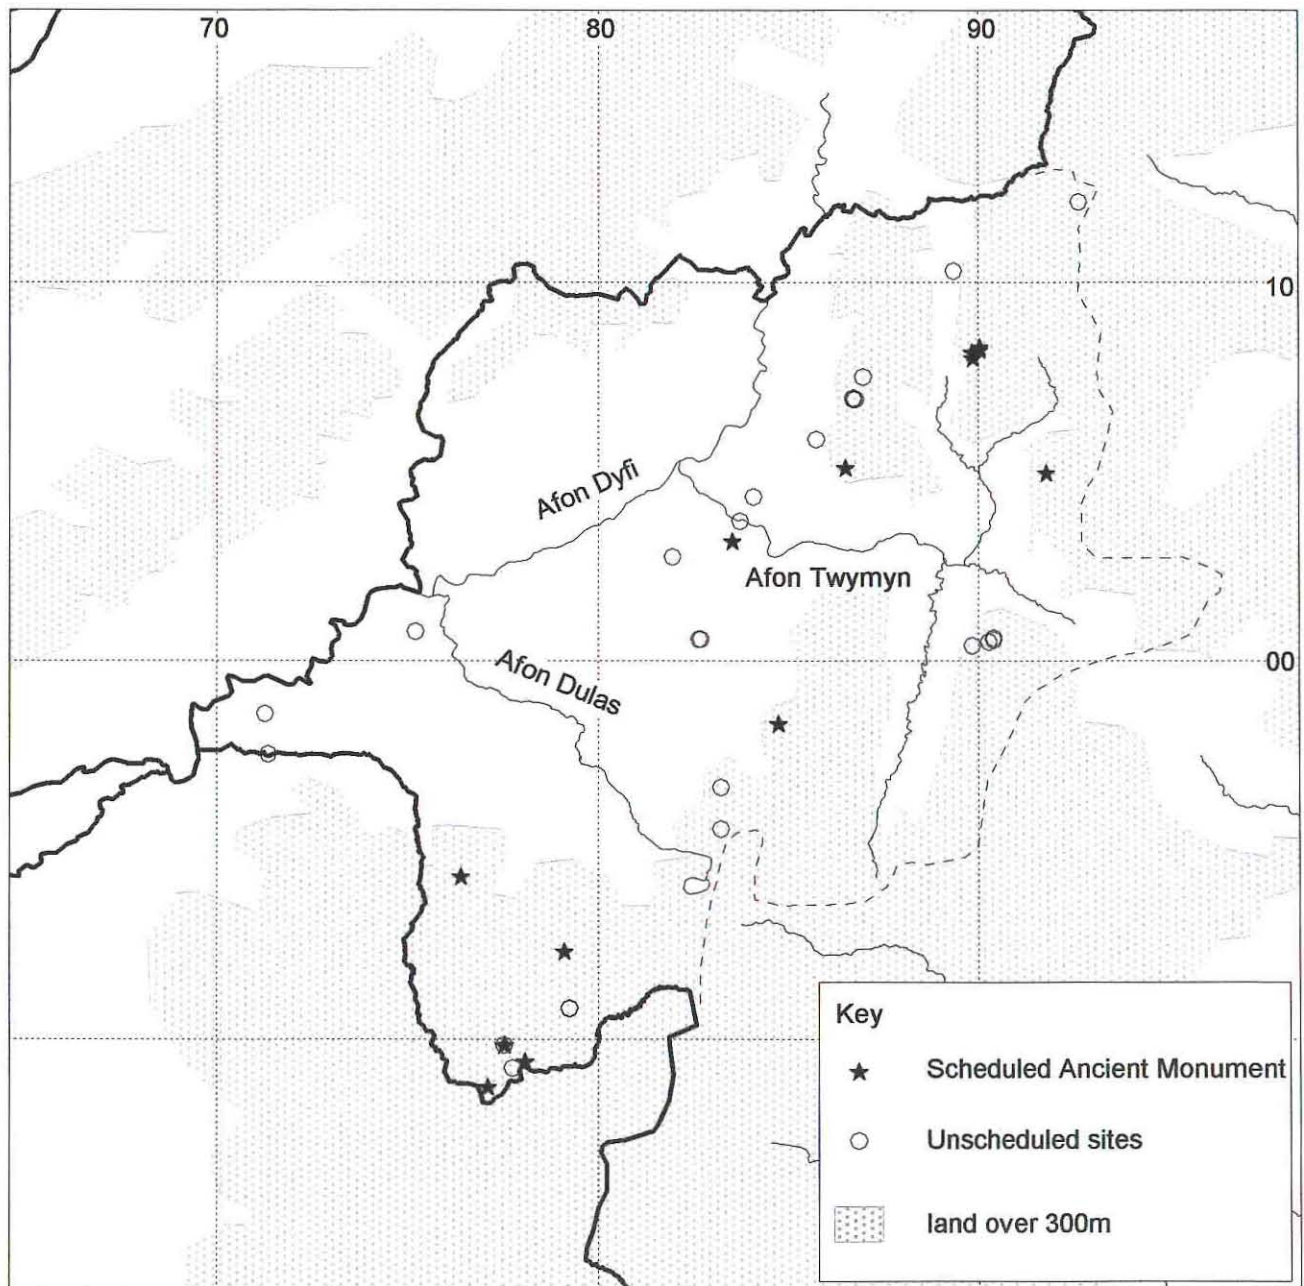 70
80
90
10
Afon Dyfi
Afon Twymyn
00
Afon Dulas
Key
Scheduled Ancient Monument
Unscheduled sites
land over 300m